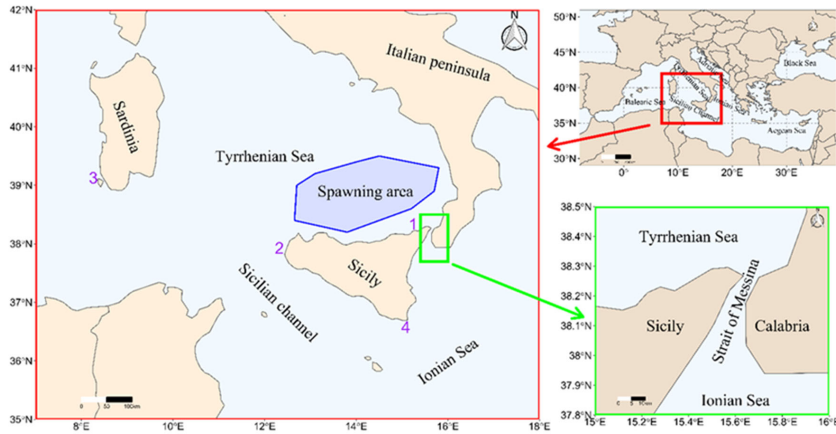 42°N
41°N
40°N
39°N
38°N
37°N
36°N
35°N
8°E
10°E
12°E
14°E
16°E
18°E
N
Italian peninsula
Sardinia
Tyrrhenian Sea
Spawning area
3
1
2
Sicily
4
Sicilian channel
Ionian Sea
0 50 100km
50°N
45°N
40°N
35°N
30°N
0°
10°E
20°E
30°E
Black Sea
Balearic Sea
Aegean Sea
38.5°N
38.4°N
38.3°N
38.2°N
38.1°N
38°N
37.9°N
37.8°N
15°E
15.2°E
15.4°E
15.6°E
15.8°E
16°E
Tyrrhenian Sea
Strait of Messina
Sicily
Calabria
Ionian Sea